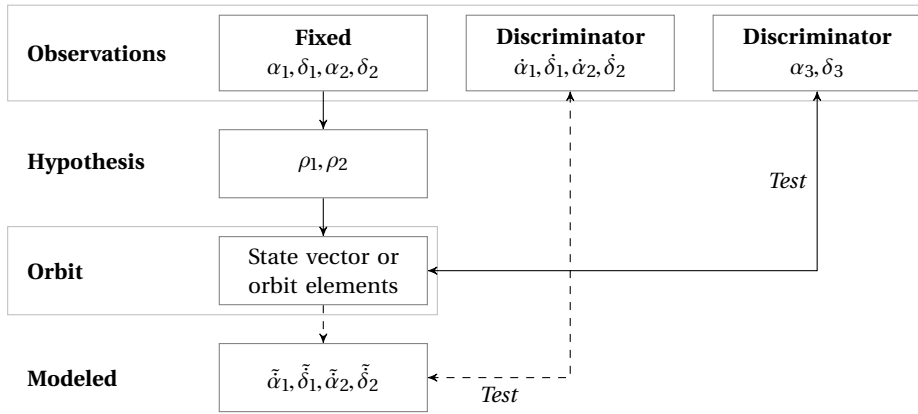 Observations
Fixed
α₁, δ₁, α₂, δ₂
Discriminator
α̇₁, δ̇₁, α̇₂, δ̇₂
Discriminator
α₃, δ₃
Hypothesis
ρ₁, ρ₂
Test
Orbit
State vector or
orbit elements
Modeled
α̇̃₁, δ̇̃₁, α̇̃₂, δ̇̃₂
Test